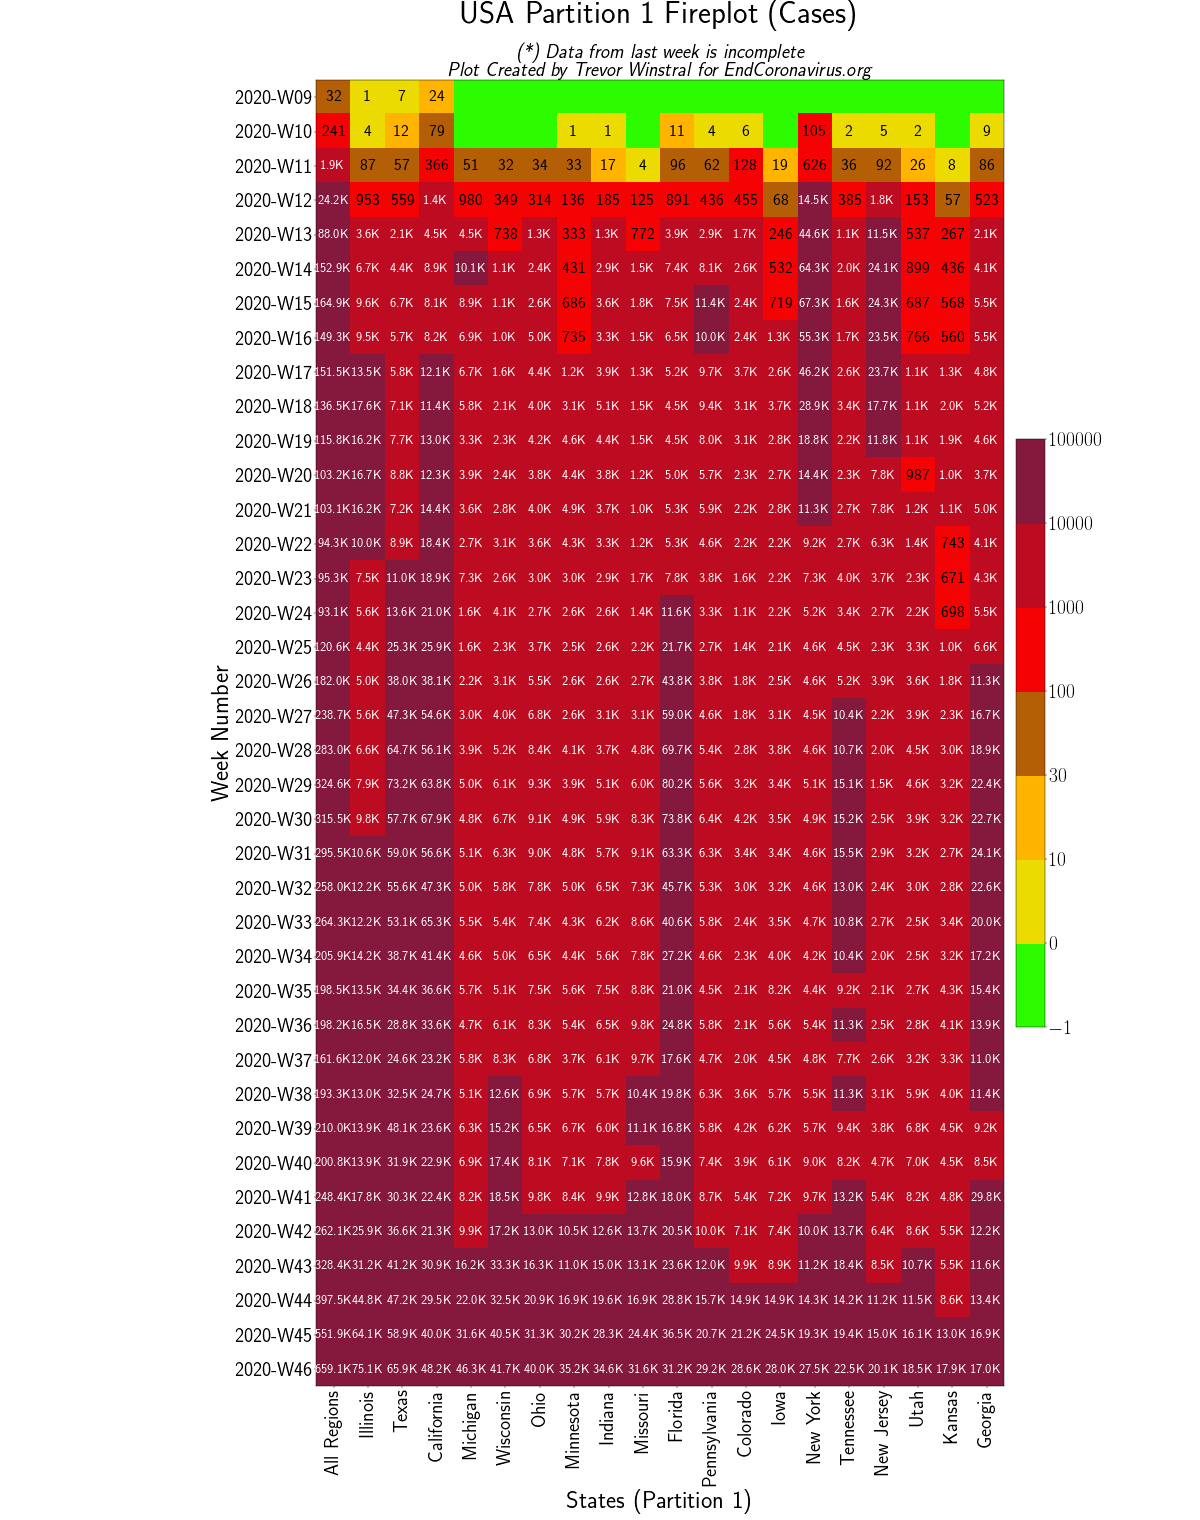 USA Partition 1 Fireplot (Cases)
(*) Data from last week is incomplete
Plot Created by Trevor Winstral for EndCoronavirus.org
2020-W09 32 1 7 24
2020-W10 241 4 12 79 1 1 11 4 6 105 2 5 2 9
2020-W11 1.9K 87 57 366 51 32 34 33 17 4 96 62 128 19 626 36 92 26 8 86
2020-W12 24.2K 953 559 1.4K 980 349 314 136 185 125 891 436 455 68 14.5K 385 1.8K 153 57 523
2020-W13 88.0K 3.6K 2.1K 4.5K 4.5K 738 1.3K 333 1.3K 772 3.9K 2.9K 1.7K 246 44.6K 1.1K 11.5K 537 267 2.1K
2020-W14 152.9K 6.7K 4.4K 8.9K 10.1K 1.1K 2.4K 431 2.9K 1.5K 7.4K 8.1K 2.6K 532 64.3K 2.0K 24.1K 899 436 4.1K
2020-W15 164.9K 9.6K 6.7K 8.1K 8.9K 1.1K 2.6K 686 3.6K 1.8K 7.5K 11.4K 2.4K 719 67.3K 1.6K 24.3K 687 568 5.5K
2020-W16 149.3K 9.5K 5.7K 8.2K 6.9K 1.0K 5.0K 735 3.3K 1.5K 6.5K 10.0K 2.4K 1.3K 55.3K 1.7K 23.5K 766 560 5.5K
2020-W17 151.5K 13.5K 5.8K 12.1K 6.7K 1.6K 4.4K 1.2K 3.9K 1.3K 5.2K 9.7K 3.7K 2.6K 46.2K 2.6K 23.7K 1.1K 1.3K 4.8K
2020-W18 136.5K 17.6K 7.1K 11.4K 5.8K 2.1K 4.0K 3.1K 5.1K 1.5K 4.5K 9.4K 3.1K 3.7K 28.9K 3.4K 17.7K 1.1K 2.0K 5.2K
2020-W19 115.8K 16.2K 7.7K 13.0K 3.3K 2.3K 4.2K 4.6K 4.4K 1.5K 4.5K 8.0K 3.1K 2.8K 18.8K 2.2K 11.8K 1.1K 1.9K 4.6K
2020-W20 103.2K 16.7K 8.8K 12.3K 3.9K 2.4K 3.8K 4.4K 3.8K 1.2K 5.0K 5.7K 2.3K 2.7K 14.4K 2.3K 7.8K 987 1.0K 3.7K
2020-W21 103.1K 16.2K 7.2K 14.4K 3.6K 2.8K 4.0K 4.9K 3.7K 1.0K 5.3K 5.9K 2.2K 2.8K 11.3K 2.7K 7.8K 1.2K 1.1K 5.0K
2020-W22 94.3K 10.0K 8.9K 18.4K 2.7K 3.1K 3.6K 4.3K 3.3K 1.2K 5.3K 4.6K 2.2K 2.2K 9.2K 2.7K 6.3K 1.4K 743 4.1K
2020-W23 95.3K 7.5K 11.0K 18.9K 7.3K 2.6K 3.0K 3.0K 2.9K 1.7K 7.8K 3.8K 1.6K 2.2K 7.3K 4.0K 3.7K 2.3K 671 4.3K
2020-W24 93.1K 5.6K 13.6K 21.0K 1.6K 4.1K 2.7K 2.6K 2.6K 1.4K 11.6K 3.3K 1.1K 2.2K 5.2K 3.4K 2.7K 2.2K 698 5.5K
2020-W25 120.6K 4.4K 25.3K 25.9K 1.6K 2.3K 3.7K 2.5K 2.6K 2.2K 21.7K 2.7K 1.4K 2.1K 4.6K 4.5K 2.3K 3.3K 1.0K 6.6K
2020-W26 182.0K 5.0K 38.0K 38.1K 2.2K 3.1K 5.5K 2.6K 2.6K 2.7K 43.8K 3.8K 1.8K 2.5K 4.6K 5.2K 3.9K 3.6K 1.8K 11.3K
2020-W27 238.7K 5.6K 47.3K 54.6K 3.0K 4.0K 6.8K 2.6K 3.1K 3.1K 59.0K 4.6K 1.8K 3.1K 4.5K 10.4K 2.2K 3.9K 2.3K 16.7K
2020-W28 283.0K 6.6K 64.7K 56.1K 3.9K 5.2K 8.4K 4.1K 3.7K 4.8K 69.7K 5.4K 2.8K 3.8K 4.6K 10.7K 2.0K 4.5K 3.0K 18.9K
2020-W29 324.6K 7.9K 73.2K 63.8K 5.0K 6.1K 9.3K 3.9K 5.1K 6.0K 80.2K 5.6K 3.2K 3.4K 5.1K 15.1K 1.5K 4.6K 3.2K 22.4K
2020-W30 315.5K 9.8K 57.7K 67.9K 4.8K 6.7K 9.1K 4.9K 5.9K 8.3K 73.8K 6.4K 4.2K 3.5K 4.9K 15.2K 2.5K 3.9K 3.2K 22.7K
2020-W31 295.5K 10.6K 59.0K 56.6K 5.1K 6.3K 9.0K 4.8K 5.7K 9.1K 63.3K 6.3K 3.4K 3.4K 4.6K 15.5K 2.9K 3.2K 2.7K 24.1K
2020-W32 258.0K 12.2K 55.6K 47.3K 5.0K 5.8K 7.8K 5.0K 6.5K 7.3K 45.7K 5.3K 3.0K 3.2K 4.6K 13.0K 2.4K 3.0K 2.8K 22.6K
2020-W33 264.3K 12.2K 53.1K 65.3K 5.5K 5.4K 7.4K 4.3K 6.2K 8.6K 40.6K 5.8K 2.4K 3.5K 4.7K 10.8K 2.7K 2.5K 3.4K 20.0K
2020-W34 205.9K 14.2K 38.7K 41.4K 4.6K 5.0K 6.5K 4.4K 5.6K 7.8K 27.2K 4.6K 2.3K 4.0K 4.2K 10.4K 2.0K 2.5K 3.2K 17.2K
2020-W35 198.5K 13.5K 34.4K 36.6K 5.7K 5.1K 7.5K 5.6K 7.5K 8.8K 21.0K 4.5K 2.1K 8.2K 4.4K 9.2K 2.1K 2.7K 4.3K 15.4K
2020-W36 198.2K 16.5K 28.8K 33.6K 4.7K 6.1K 8.3K 5.4K 6.5K 9.8K 24.8K 5.8K 2.1K 5.6K 5.4K 11.3K 2.5K 2.8K 4.1K 13.9K
2020-W37 161.6K 12.0K 24.6K 23.2K 5.8K 8.3K 6.8K 3.7K 6.1K 9.7K 17.6K 4.7K 2.0K 4.5K 4.8K 7.7K 2.6K 3.2K 3.3K 11.0K
2020-W38 193.3K 13.0K 32.5K 24.7K 5.1K 12.6K 6.9K 5.7K 5.7K 10.4K 19.8K 6.3K 3.6K 5.7K 5.5K 11.3K 3.1K 5.9K 4.0K 11.4K
2020-W39 210.0K 13.9K 48.1K 23.6K 6.3K 15.2K 6.5K 6.7K 6.0K 11.1K 16.8K 5.8K 4.2K 6.2K 5.7K 9.4K 3.8K 6.8K 4.5K 9.2K
2020-W40 200.8K 13.9K 31.9K 22.9K 6.9K 17.4K 8.1K 7.1K 7.8K 9.6K 15.9K 7.4K 3.9K 6.1K 9.0K 8.2K 4.7K 7.0K 4.5K 8.5K
2020-W41 248.4K 17.8K 30.3K 22.4K 8.2K 18.5K 9.8K 8.4K 9.9K 12.8K 18.0K 8.7K 5.4K 7.2K 9.7K 13.2K 5.4K 8.2K 4.8K 29.8K
2020-W42 262.1K 25.9K 36.6K 21.3K 9.9K 17.2K 13.0K 10.5K 12.6K 13.7K 20.5K 10.0K 7.1K 7.4K 10.0K 13.7K 6.4K 8.6K 5.5K 12.2K
2020-W43 328.4K 31.2K 41.2K 30.9K 16.2K 33.3K 16.3K 11.0K 15.0K 13.1K 23.6K 12.0K 9.9K 8.9K 11.2K 18.4K 8.5K 10.7K 5.5K 11.6K
2020-W44 397.5K 44.8K 47.2K 29.5K 22.0K 32.5K 20.9K 16.9K 19.6K 16.9K 28.8K 15.7K 14.9K 14.9K 14.3K 14.2K 11.2K 11.5K 8.6K 13.4K
2020-W45 551.9K 64.1K 58.9K 40.0K 31.6K 40.5K 31.3K 30.2K 28.3K 24.4K 36.5K 20.7K 21.2K 24.5K 19.3K 19.4K 15.0K 16.1K 13.0K 16.9K
2020-W46 659.1K 75.1K 65.9K 48.2K 46.3K 41.7K 40.0K 35.2K 34.6K 31.6K 31.2K 29.2K 28.6K 28.0K 27.5K 22.5K 20.1K 18.5K 17.9K 17.0K
Week Number
All Regions
Illinois
Texas
California
Michigan
Wisconsin
Ohio
Minnesota
Indiana
Missouri
Florida
Pennsylvania
Colorado
Iowa
New York
Tennessee
New Jersey
Utah
Kansas
Georgia
States (Partition 1)
100000
10000
1000
100
30
10
0
−1